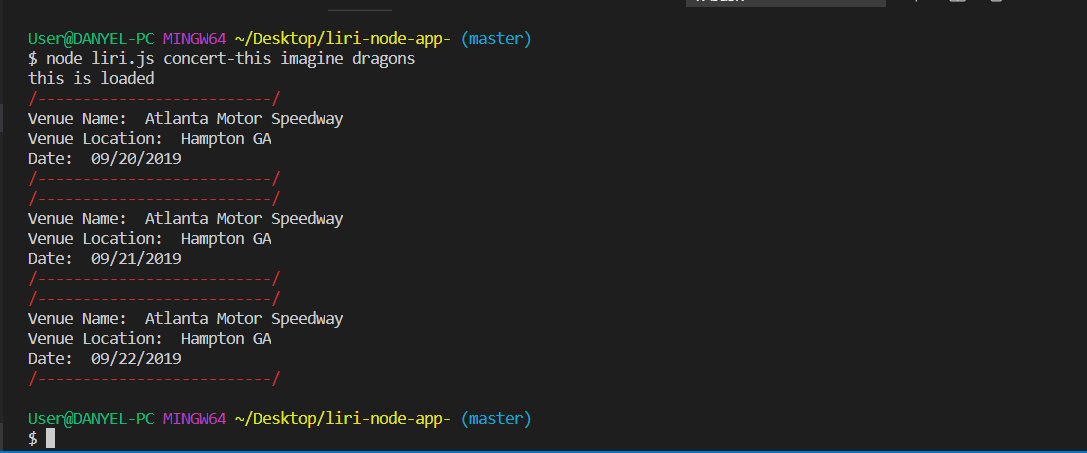 User@DANYEL-PC MINGW64 ~/Desktop/liri-node-app- (master)
$ node liri.js concert-this imagine dragons
this is loaded
/--------------------------/
Venue Name:  Atlanta Motor Speedway
Venue Location:  Hampton GA
Date:  09/20/2019
/--------------------------/
/--------------------------/
Venue Name:  Atlanta Motor Speedway
Venue Location:  Hampton GA
Date:  09/21/2019
/--------------------------/
/--------------------------/
Venue Name:  Atlanta Motor Speedway
Venue Location:  Hampton GA
Date:  09/22/2019
/--------------------------/
User@DANYEL-PC MINGW64 ~/Desktop/liri-node-app- (master)
$